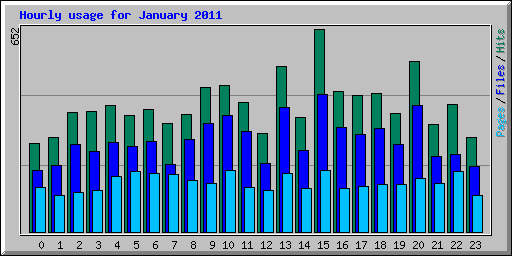 Hourly usage for January 2011
652
Pages / Files / Hits
0 1 2 3 4 5 6 7 8 9 10 11 12 13 14 15 16 17 18 19 20 21 22 23